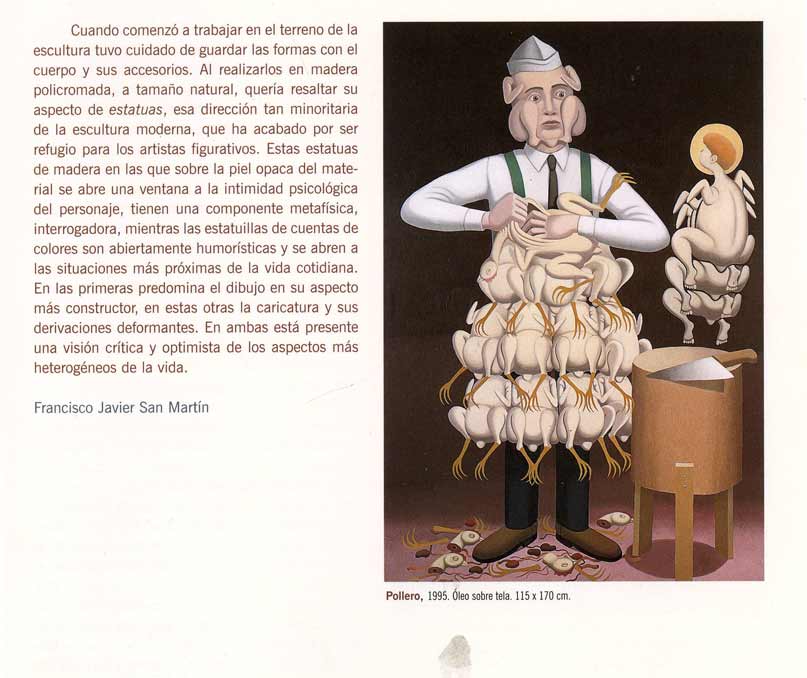 Cuando comenzó a trabajar en el terreno de la
escultura tuvo cuidado de guardar las formas con el
cuerpo y sus accesorios. Al realizarlos en madera
policromada, a tamaño natural, quería resaltar su
aspecto de estatuas, esa dirección tan minoritaria
de la escultura moderna, que ha acabado por ser
refugio para los artistas figurativos. Estas estatuas
de madera en las que sobre la piel opaca del mate-
rial se abre una ventana a la intimidad psicológica
del personaje, tienen una componente metafísica,
interrogadora, mientras las estatuillas de cuentas de
colores son abiertamente humorísticas y se abren a
las situaciones más próximas de la vida cotidiana.
En las primeras predomina el dibujo en su aspecto
más constructor, en estas otras la caricatura y sus
derivaciones deformantes. En ambas está presente
una visión crítica y optimista de los aspectos más
heterogéneos de la vida.
Francisco Javier San Martín
Pollero, 1995. Óleo sobre tela. 115 x 170 cm.